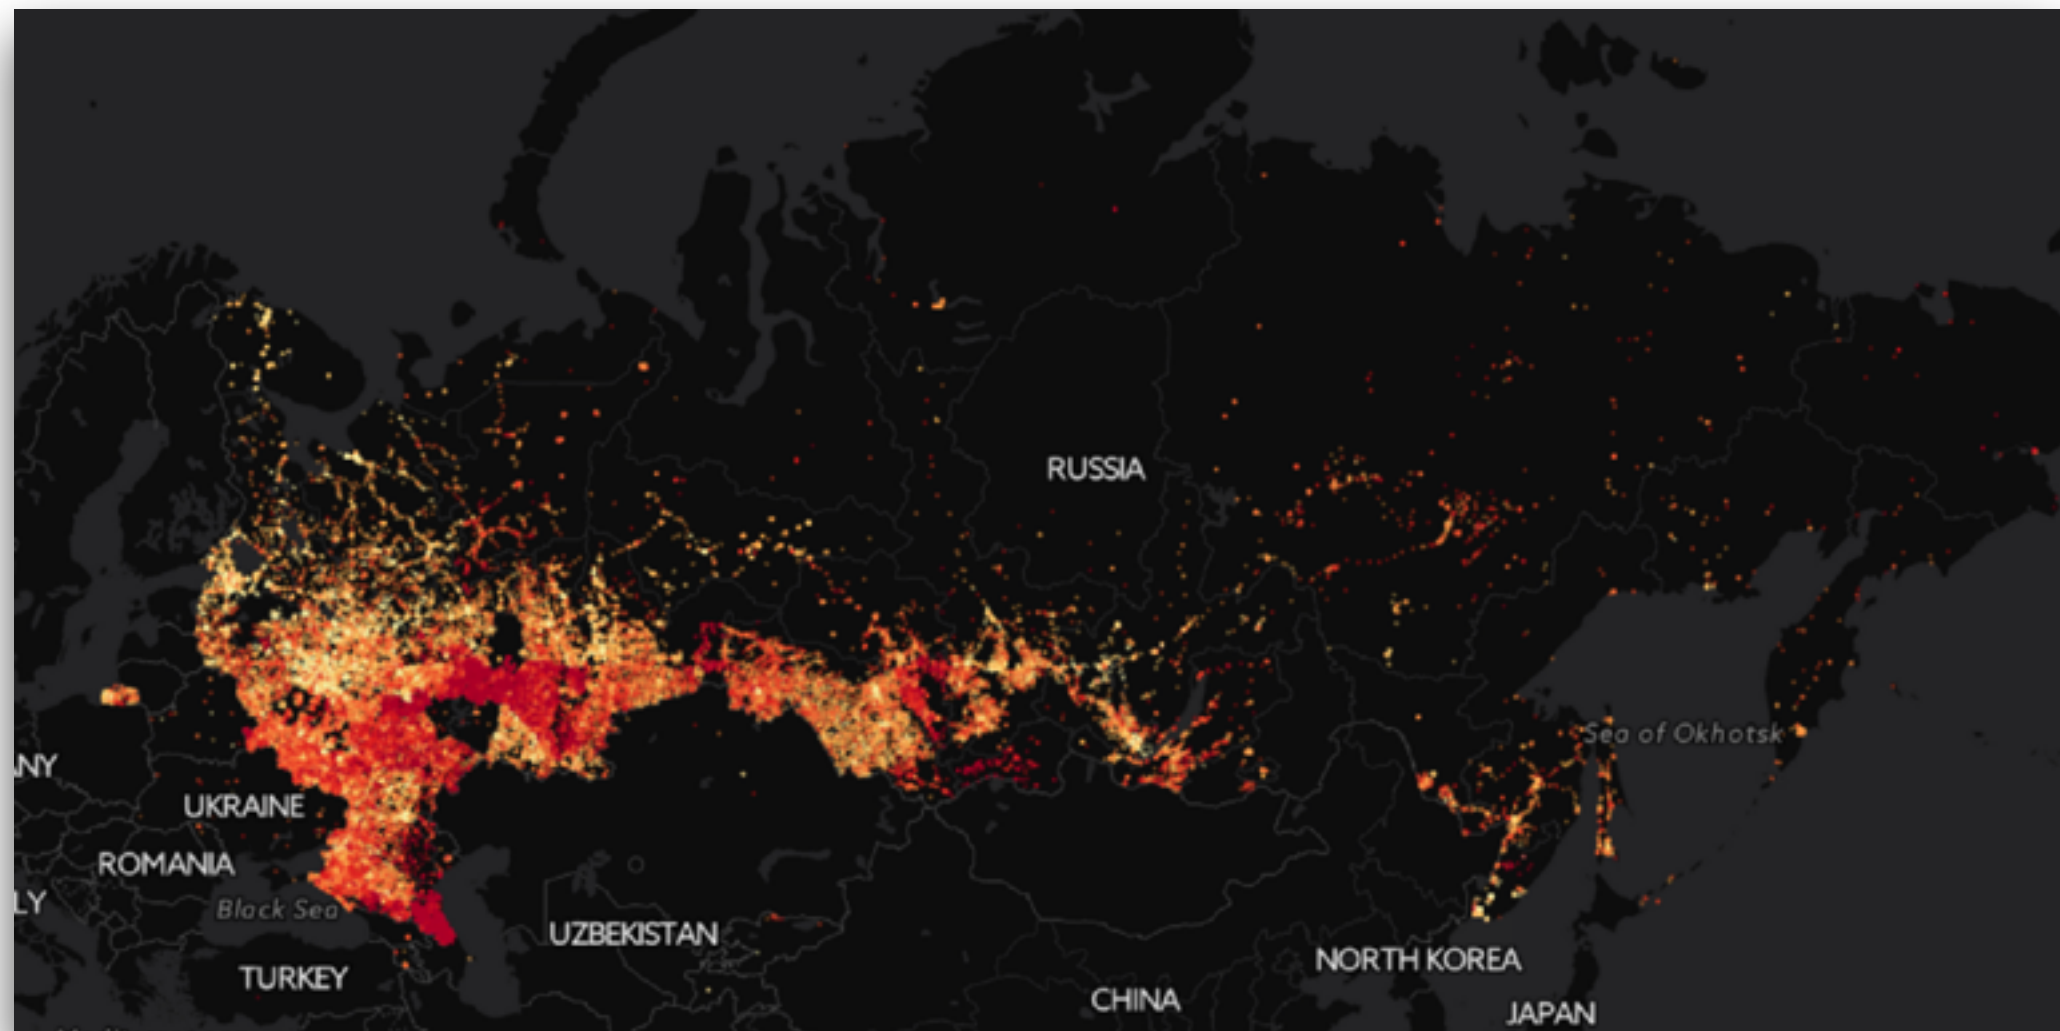 RUSSIA
Sea of Okhotsk
NY
UKRAINE
ROMANIA
LY
Black Sea
UZBEKISTAN
NORTH KOREA
TURKEY
CHINA
JAPAN